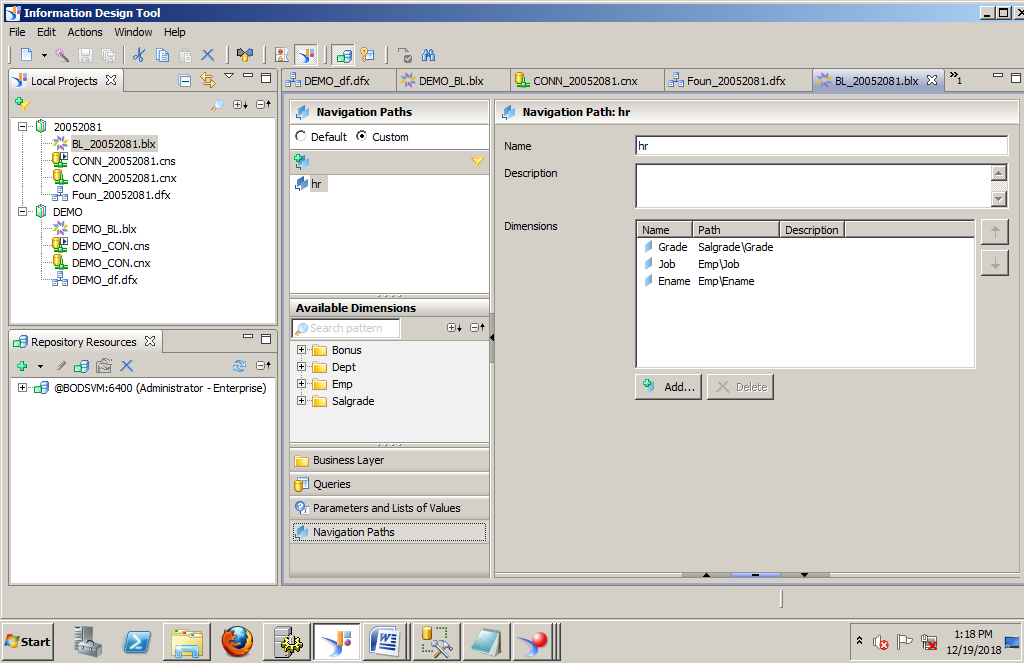 Information Design Tool
File Edit Actions Window Help
Local Projects
DEMO_df.dfx DEMO_BL.blx CONN_20052081.cnx Foun_20052081.dfx BL_20052081.blx »1
20052081
BL_20052081.blx
CONN_20052081.cns
CONN_20052081.cnx
Foun_20052081.dfx
DEMO
DEMO_BL.blx
DEMO_CON.cns
DEMO_CON.cnx
DEMO_df.dfx
Repository Resources
@BODSVM:6400 (Administrator - Enterprise)
Navigation Paths
Default Custom
hr
Available Dimensions
Search pattern
Bonus
Dept
Emp
Salgrade
Business Layer
Queries
Parameters and Lists of Values
Navigation Paths
Navigation Path: hr
Name hr
Description
Dimensions
Name Path Description
Grade Salgrade\Grade
Job Emp\Job
Ename Emp\Ename
Add... Delete
Start
1:18 PM
12/19/2018